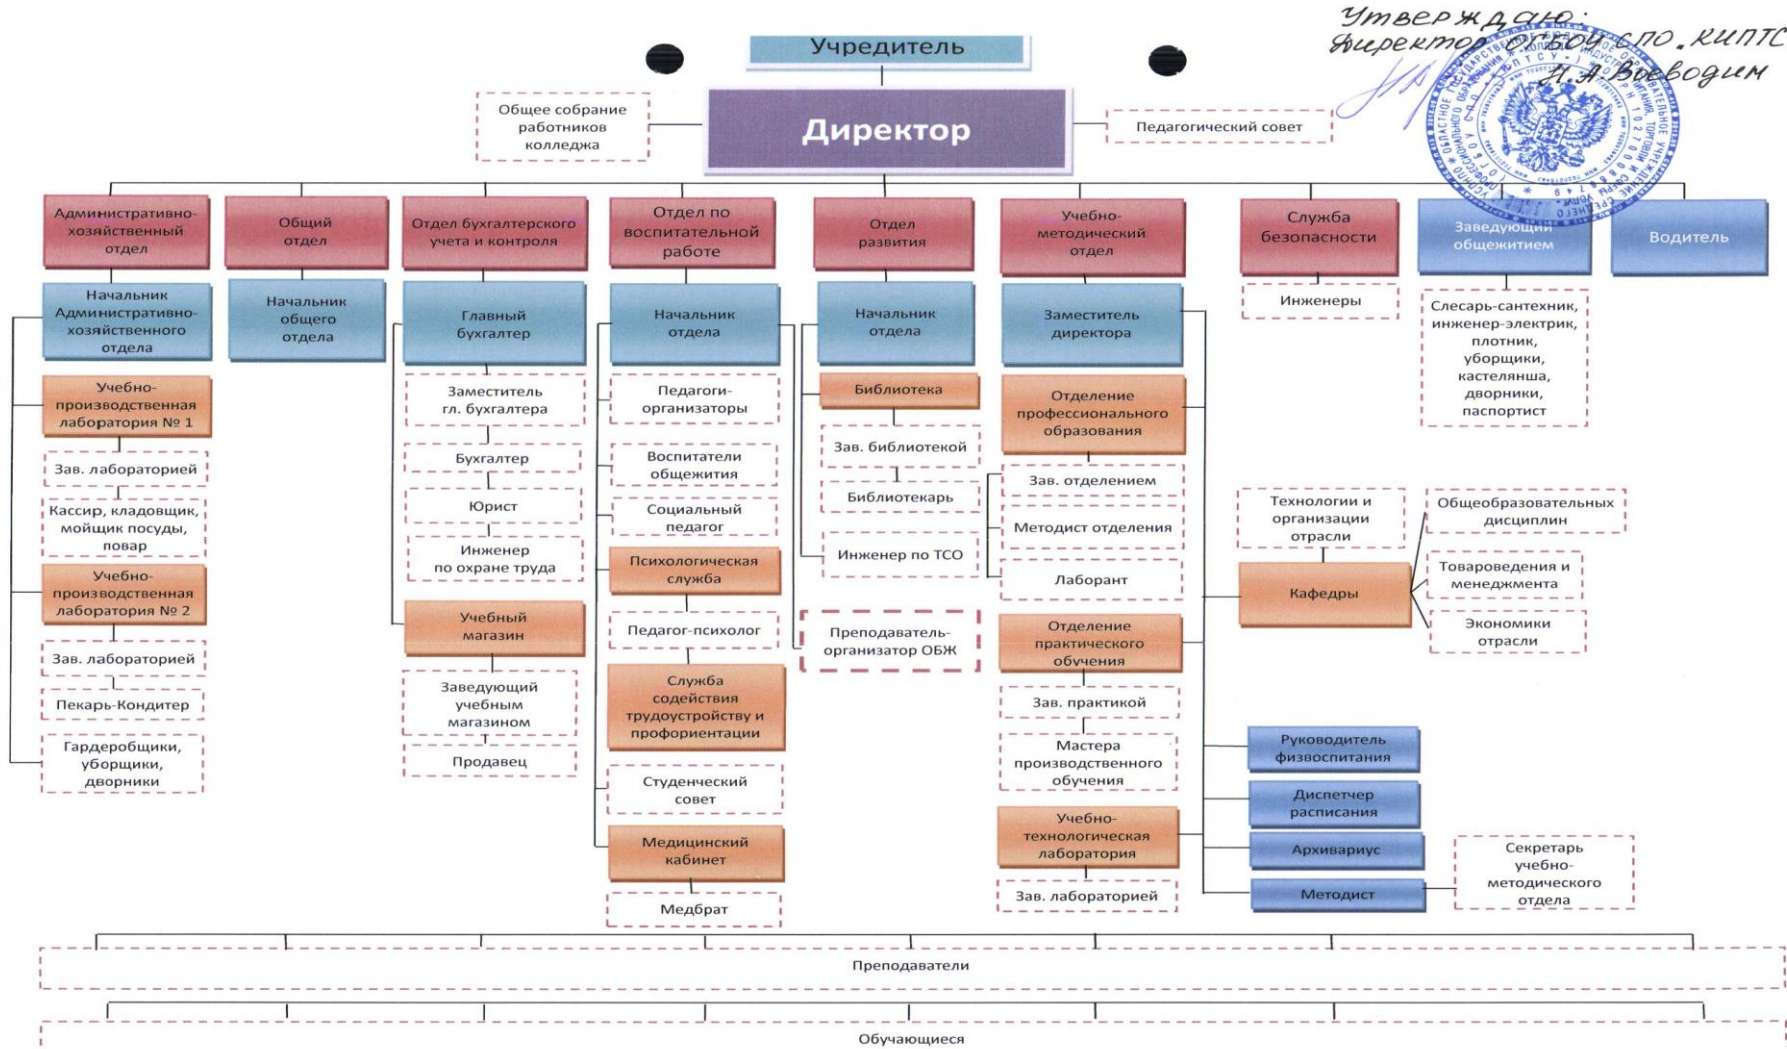 Утверждаю:
Директор ОГБОУ СПО „КИПТСУ
Н.А. Воеводин
Учредитель
Общее собрание
работников
колледжа
Директор
Педагогический совет
Административно-
хозяйственный
отдел
Общий
отдел
Отдел бухгалтерского
учета и контроля
Отдел по
воспитательной
работе
Отдел
развития
Учебно-
методический
отдел
Служба
безопасности
Заведующий
общежитием
Водитель
Начальник
Административно-
хозяйственного
отдела
Начальник
общего
отдела
Главный
бухгалтер
Начальник
отдела
Начальник
отдела
Заместитель
директора
Инженеры
Слесарь-сантехник,
инженер-электрик,
плотник,
уборщики,
кастелянша,
дворники,
паспортист
Учебно-
производственная
лаборатория № 1
Зав. лабораторией
Кассир, кладовщик,
мойщик посуды,
повар
Учебно-
производственная
лаборатория № 2
Зав. лабораторией
Пекарь-Кондитер
Гардеробщики,
уборщики,
дворники
Заместитель
гл. бухгалтера
Бухгалтер
Юрист
Инженер
по охране труда
Учебный
магазин
Заведующий
учебным
магазином
Продавец
Педагоги-
организаторы
Воспитатели
общежития
Социальный
педагог
Психологическая
служба
Педагог-психолог
Служба
содействия
трудоустройству и
профориентации
Студенческий
совет
Медицинский
кабинет
Медбрат
Библиотека
Зав. библиотекой
Библиотекарь
Инженер по ТСО
Преподаватель-
организатор ОБЖ
Отделение
профессионального
образования
Зав. отделением
Методист отделения
Лаборант
Отделение
практического
обучения
Зав. практикой
Мастера
производственного
обучения
Учебно-
технологическая
лаборатория
Зав. лабораторией
Технологии и
организации
отрасли
Кафедры
Общеобразовательных
дисциплин
Товароведения и
менеджмента
Экономики
отрасли
Руководитель
физвоспитания
Диспетчер
расписания
Архивариус
Методист
Секретарь
учебно-
методического
отдела
Преподаватели
Обучающиеся